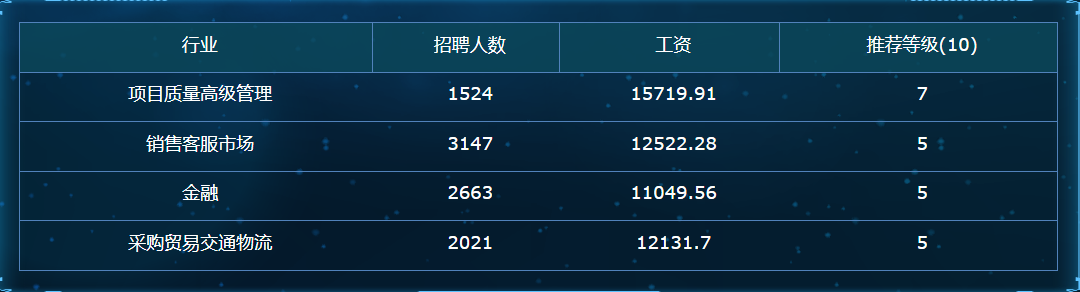 行业 招聘人数 工资 推荐等级(10)
项目质量高级管理 1524 15719.91 7
销售客服市场 3147 12522.28 5
金融 2663 11049.56 5
采购贸易交通物流 2021 12131.7 5